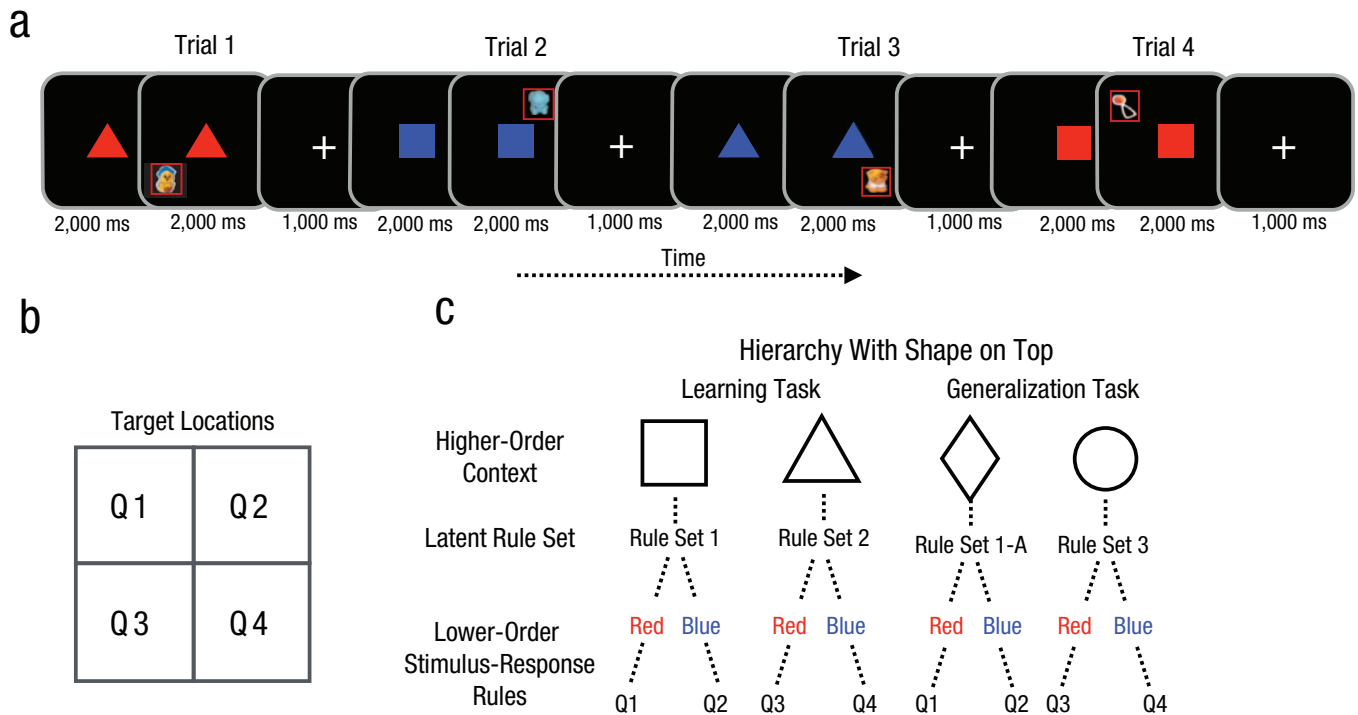 a
Trial 1 Trial 2 Trial 3 Trial 4
2,000 ms 2,000 ms 1,000 ms 2,000 ms 2,000 ms 1,000 ms 2,000 ms 2,000 ms 1,000 ms 2,000 ms 2,000 ms 1,000 ms
Time
b
Target Locations
Q1 Q2
Q3 Q4
c
Hierarchy With Shape on Top
Learning Task Generalization Task
Higher-Order
Context
Latent Rule Set Rule Set 1 Rule Set 2 Rule Set 1-A Rule Set 3
Lower-Order
Stimulus-Response
Rules
Red Blue Red Blue Red Blue Red Blue
Q1 Q2 Q3 Q4 Q1 Q2 Q3 Q4